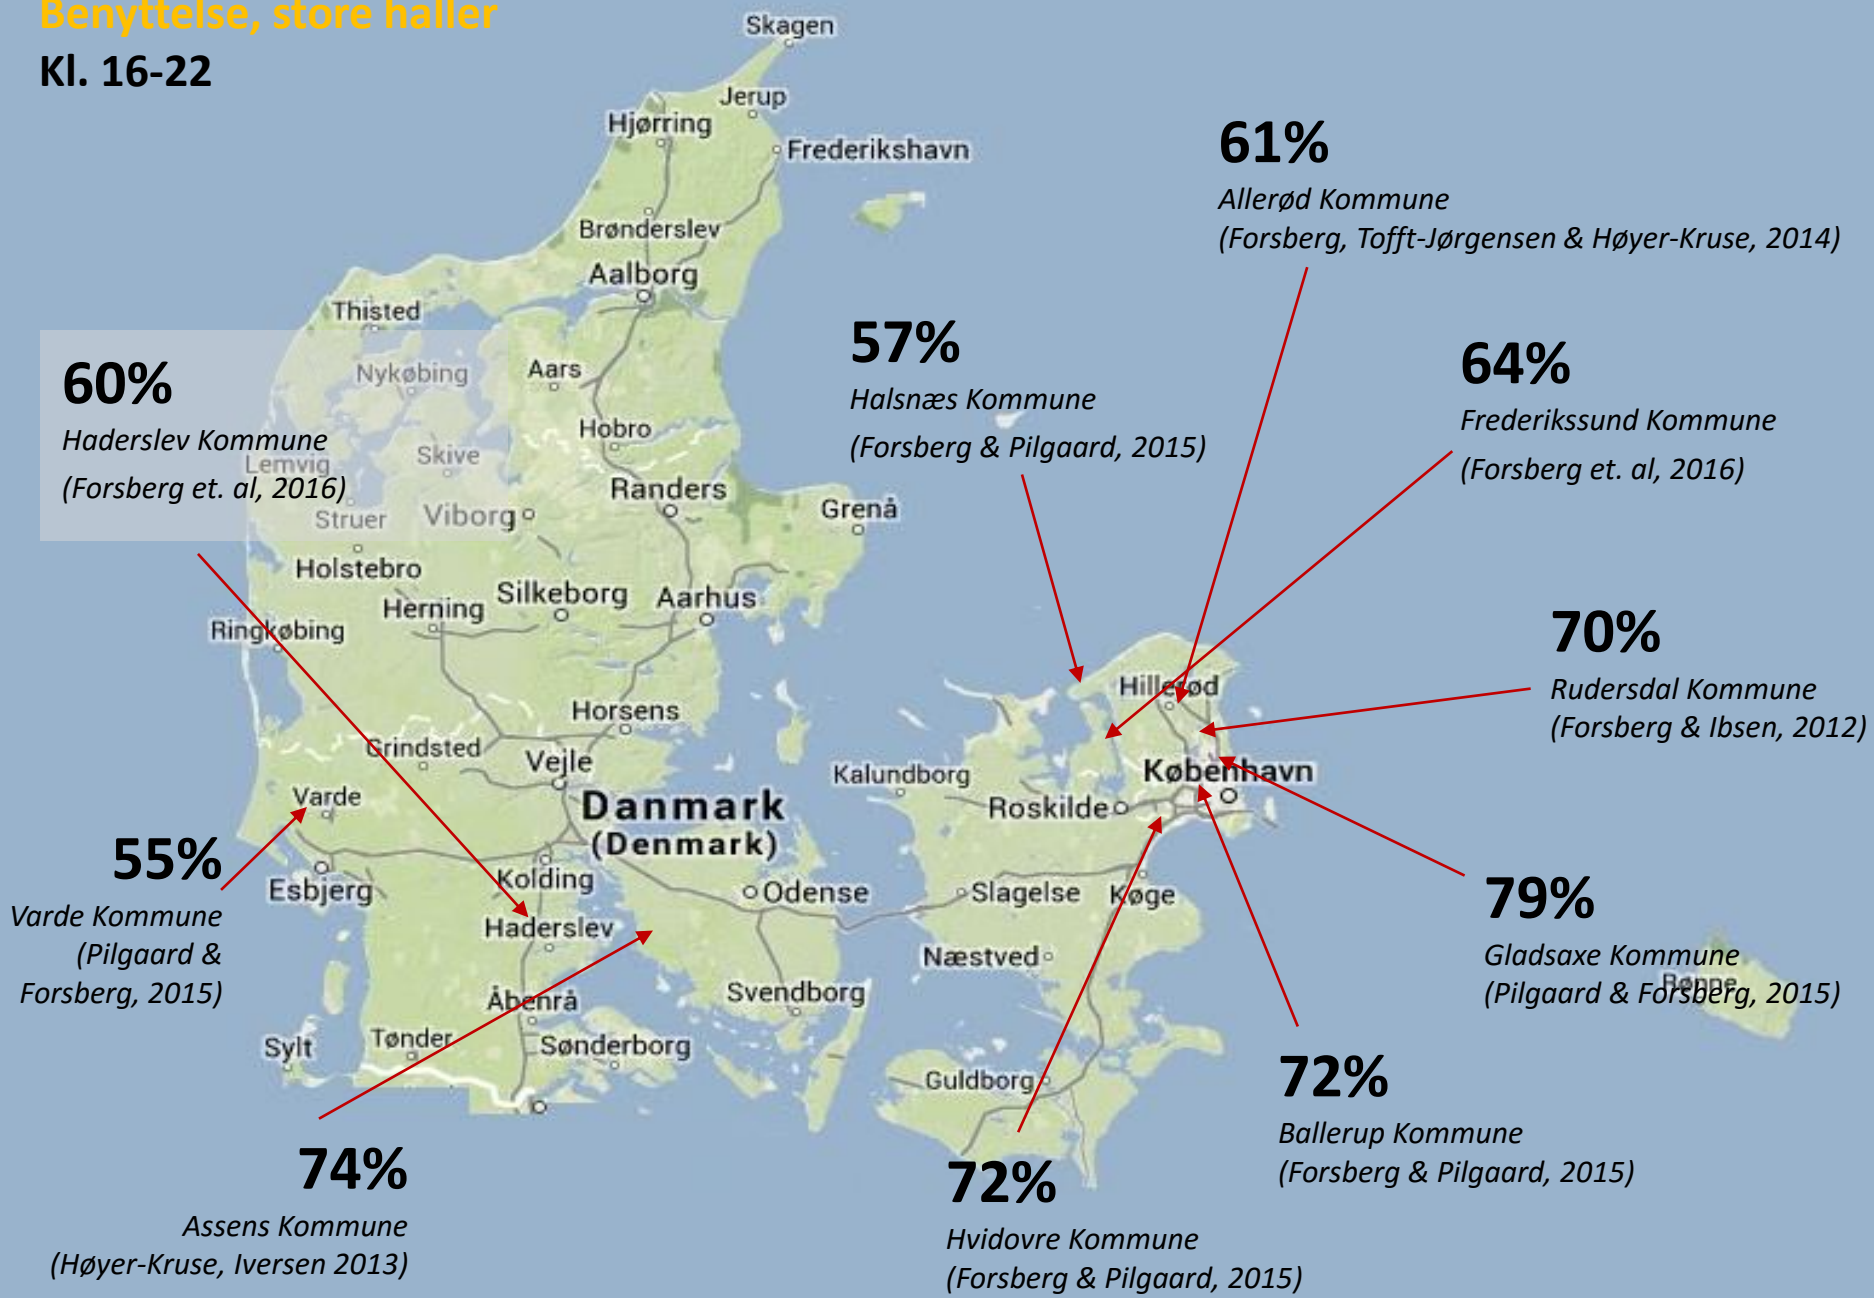 Benyttelse, store haller
Kl. 16-22
Skagen
Jerup
Hjørring
Frederikshavn
Brønderslev
Aalborg
Thisted
Nykøbing
Aars
Hobro
Lemvig
Skive
Randers
Struer
Viborg
Grenå
Holstebro
Silkeborg
Aarhus
Herning
Ringkøbing
Horsens
Hillerød
Grindsted
Vejle
Kalundborg
København
Varde
Danmark
(Denmark)
Roskilde
Esbjerg
Kolding
Odense
Slagelse
Køge
Haderslev
Næstved
Rønne
Åbenrå
Svendborg
Sylt
Tønder
Sønderborg
Guldborg
61%
Allerød Kommune
(Forsberg, Tofft-Jørgensen & Høyer-Kruse, 2014)
57%
Halsnæs Kommune
(Forsberg & Pilgaard, 2015)
64%
Frederikssund Kommune
(Forsberg et. al, 2016)
60%
Haderslev Kommune
(Forsberg et. al, 2016)
70%
Rudersdal Kommune
(Forsberg & Ibsen, 2012)
55%
Varde Kommune
(Pilgaard &
Forsberg, 2015)
79%
Gladsaxe Kommune
(Pilgaard & Forsberg, 2015)
72%
Ballerup Kommune
(Forsberg & Pilgaard, 2015)
74%
Assens Kommune
(Høyer-Kruse, Iversen 2013)
72%
Hvidovre Kommune
(Forsberg & Pilgaard, 2015)